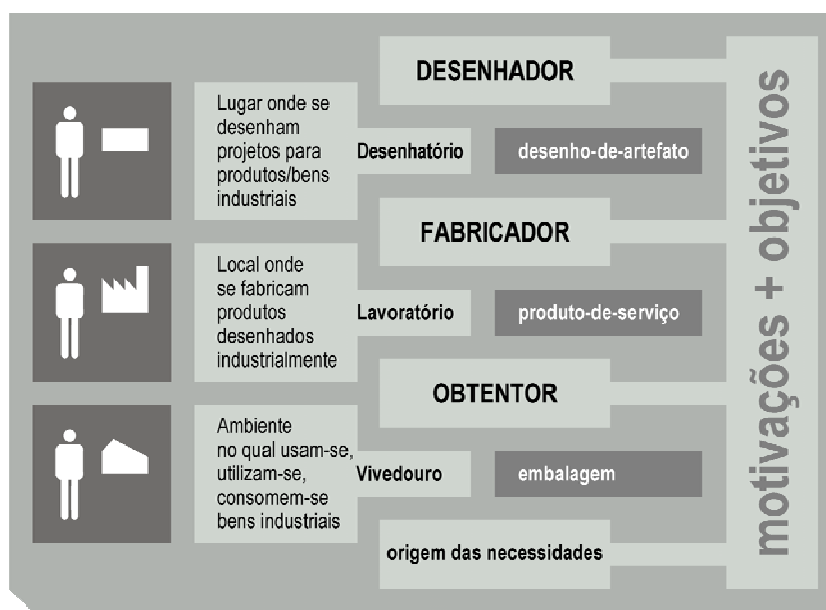 DESENHADOR
Lugar onde se
desenham
projetos para
produtos/bens
industriais
Desenhatório
desenho-de-artefato
FABRICADOR
Local onde
se fabricam
produtos
desenhados
industrialmente
Lavoratório
produto-de-serviço
OBTENTOR
Ambiente
no qual usam-se,
utilizam-se,
consomem-se
bens industriais
Vivedouro
embalagem
origem das necessidades
motivações + objetivos